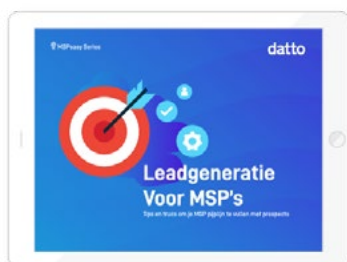 MSPeasy Series
datto
Leadgeneratie
Voor MSP's
Tips en trucs om je MSP pijplijn te vullen met prospects